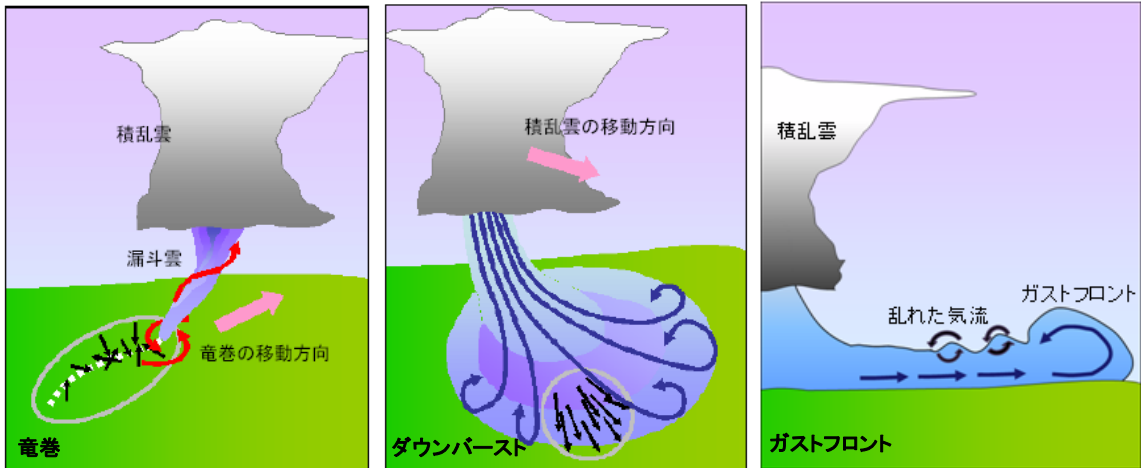 積乱雲
漏斗雲
竜巻の移動方向
竜巻
積乱雲の移動方向
ダウンバースト
積乱雲
ガストフロント
乱れた気流
ガストフロント